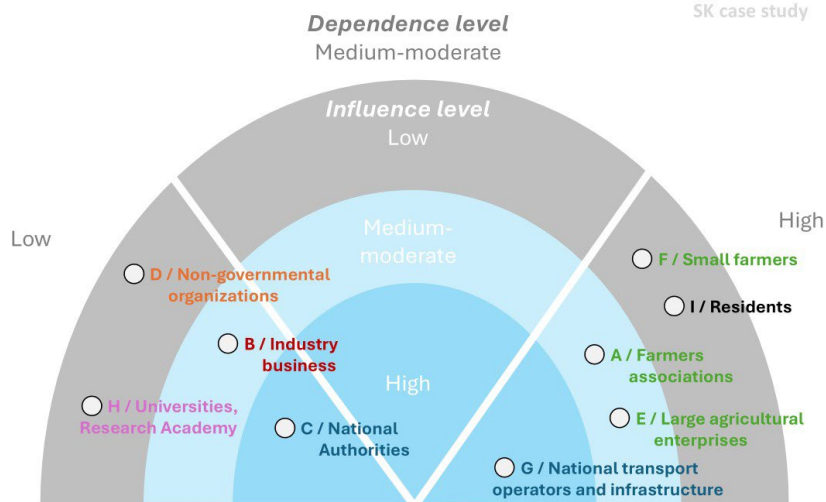 SK case study
Dependence level
Medium-moderate
Influence level
Low
Low
High
Medium-
moderate
F / Small farmers
D / Non-governmental
organizations
I / Residents
B / Industry
business
A / Farmers
associations
High
H / Universities,
Research Academy
C / National
Authorities
E / Large agricultural
enterprises
G / National transport
operators and infrastructure